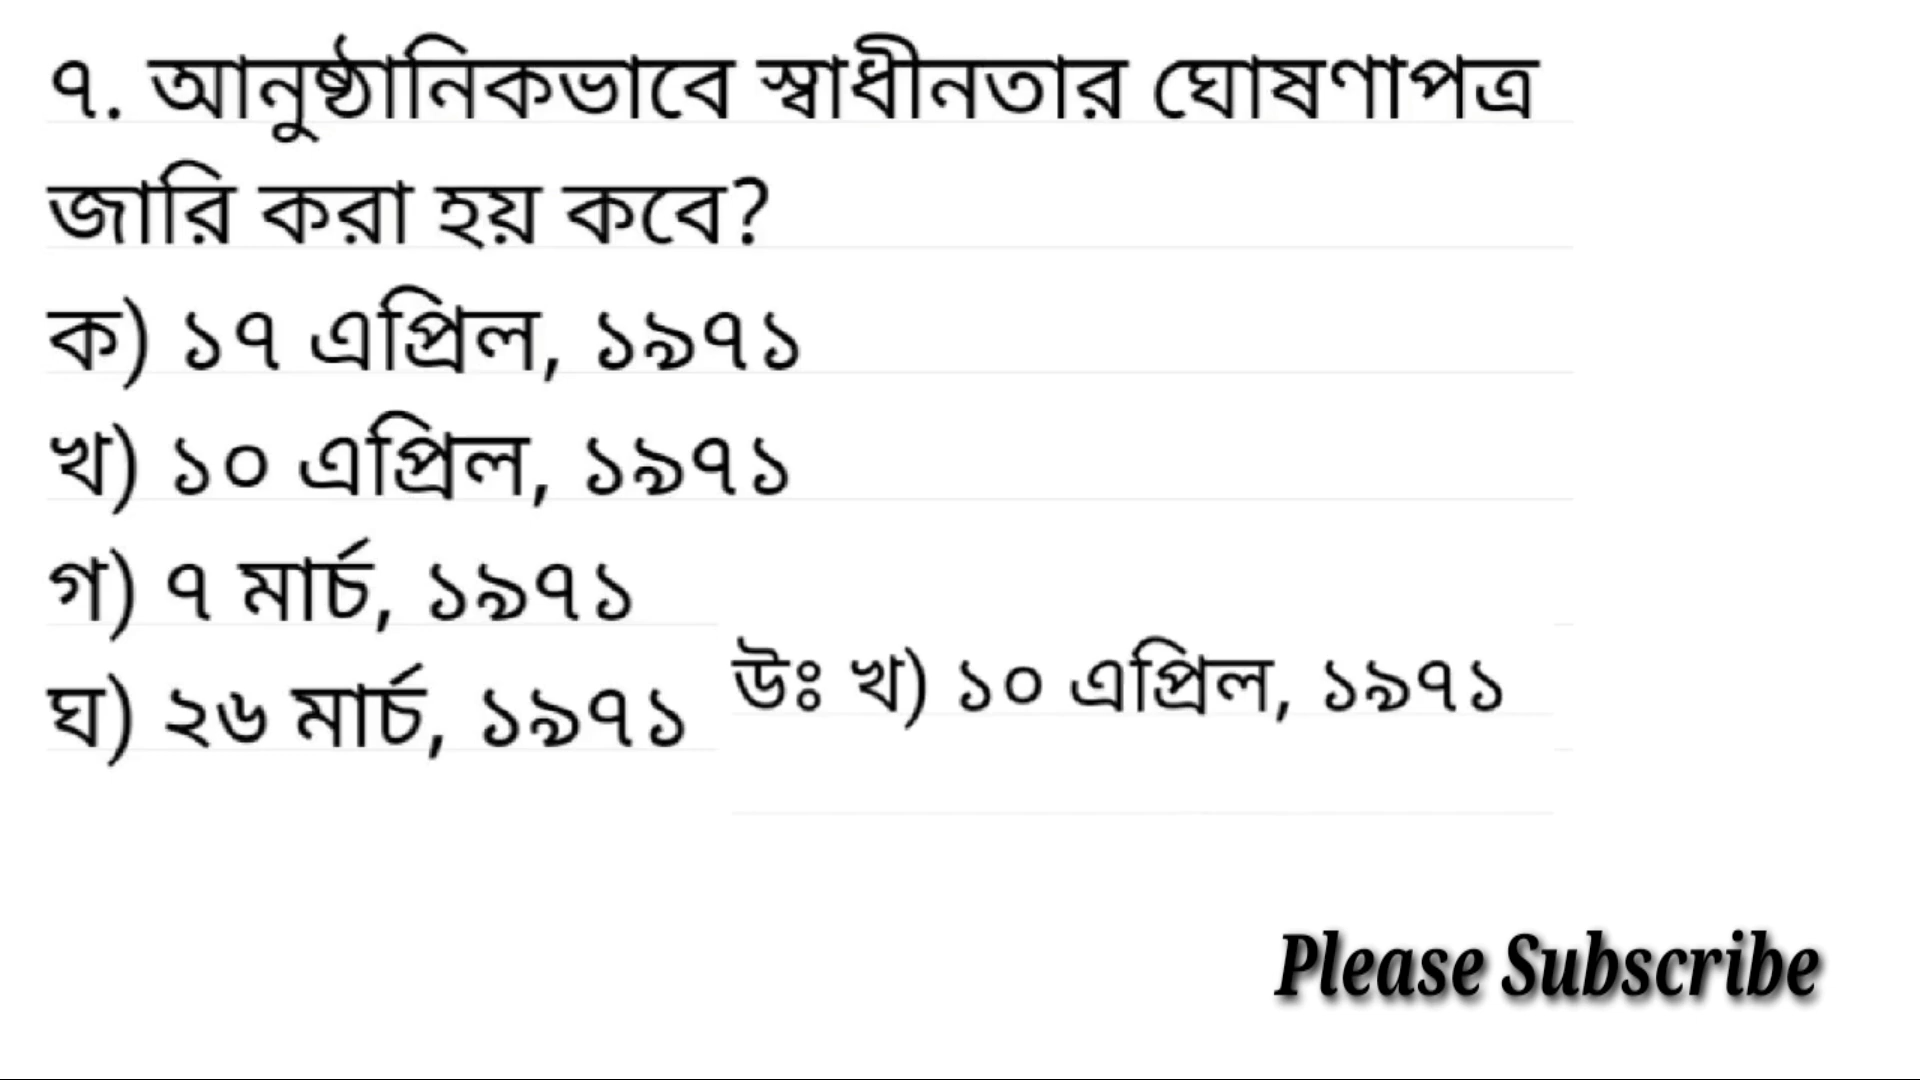 ৭. আনুষ্ঠানিকভাবে স্বাধীনতার ঘোষণাপত্র
জারি করা হয় কবে?
ক) ১৭ এপ্রিল, ১৯৭১
খ) ১০ এপ্রিল, ১৯৭১
গ) ৭ মার্চ, ১৯৭১
ঘ) ২৬ মার্চ, ১৯৭১
উঃ খ) ১০ এপ্রিল, ১৯৭১
Please Subscribe